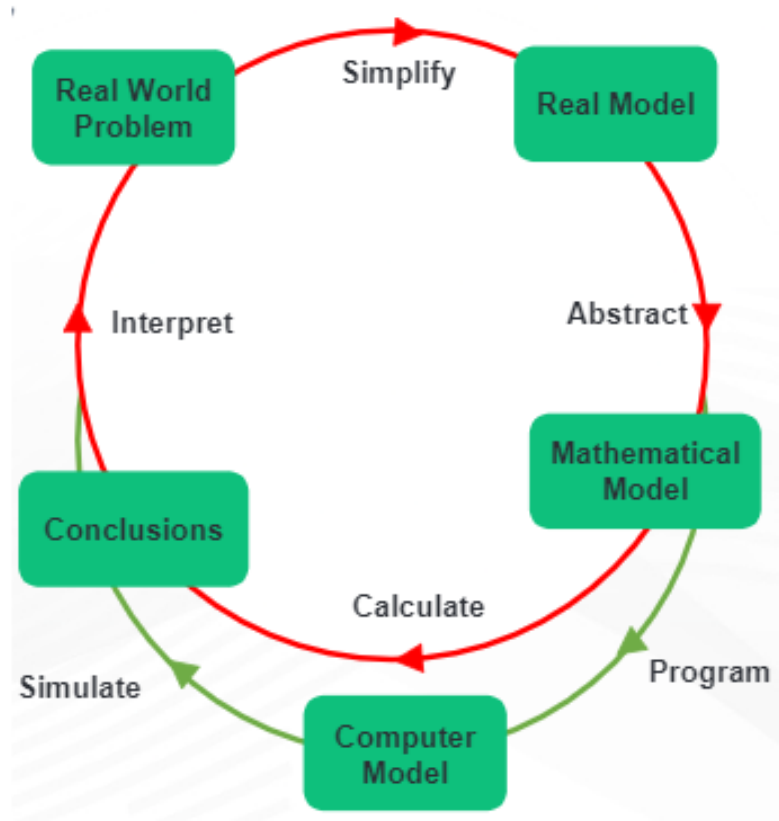 Real World
Problem
Simplify
Real Model
Interpret
Abstract
Mathematical
Model
Conclusions
Calculate
Simulate
Program
Computer
Model